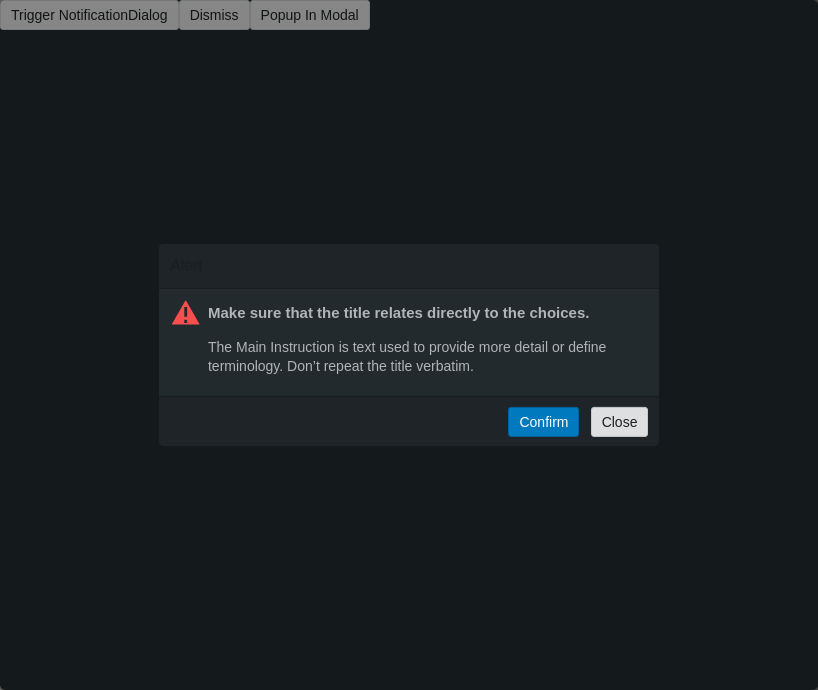 Trigger NotificationDialog Dismiss Popup In Modal
Alert
Make sure that the title relates directly to the choices.
The Main Instruction is text used to provide more detail or define
terminology. Don’t repeat the title verbatim.
Confirm Close